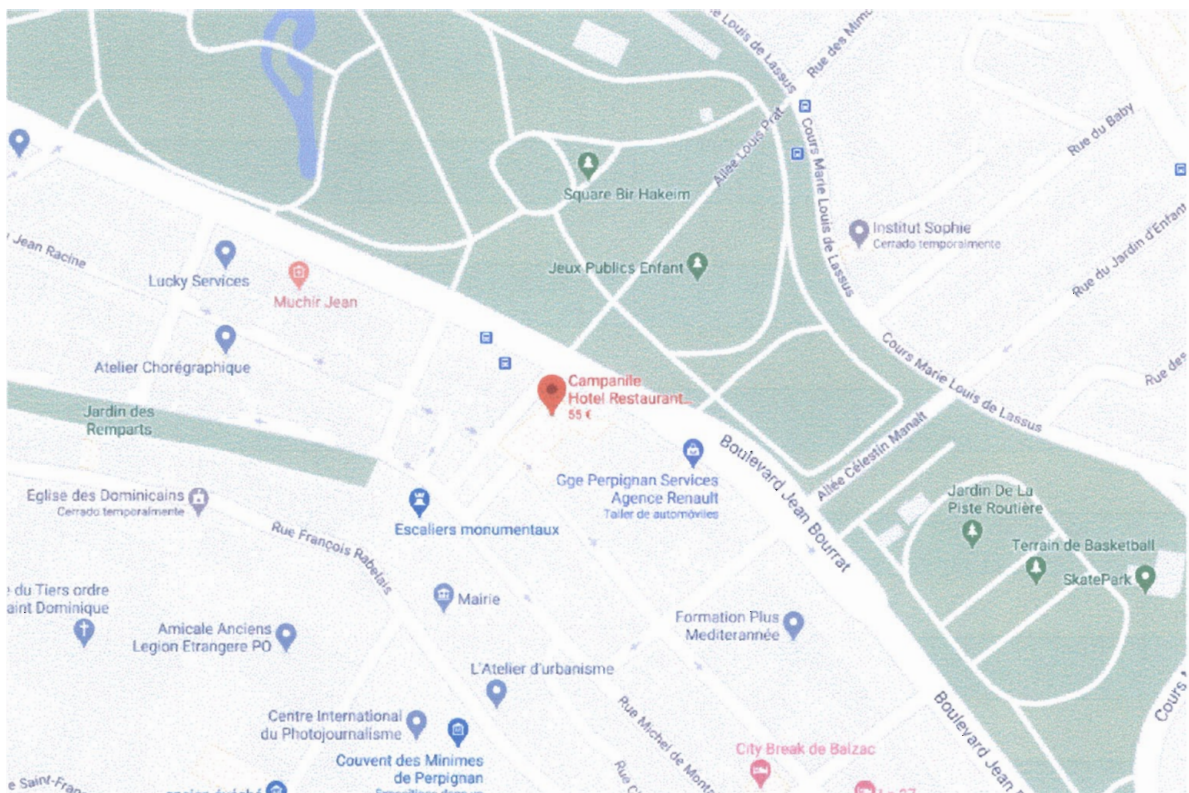 Louis de Lassus
Rue des Mimo
Allée Louis Prat
Cours Marie Louis de Lassus
Rue du Baby
Square Bir Hakeim
Institut Sophie
Cerrado temporalmente
Rue du Jardin d'Enfant
Jean Racine
Lucky Services
Muchir Jean
Jeux Publics Enfant
Atelier Chorégraphique
Cours Marie Louis de Lassus
Rue des
Campanile
Hotel Restaurant...
55 €
Jardin des
Remparts
Boulevard Jean Bourrat
Allée Célestin Manalt
Gge Perpignan Services
Agence Renault
Taller de automóviles
Eglise des Dominicains
Cerrado temporalmente
Escaliers monumentaux
Jardin De La
Piste Routière
Rue François Rabelais
Terrain de Basketball
SkatePark
e du Tiers ordre
aint Dominique
Mairie
Amicale Anciens
Legion Etrangere PO
Formation Plus
Mediterannée
L'Atelier d'urbanisme
Centre International
du Photojournalisme
Rue Michel de Monta
Boulevard Jean
Cours M
Couvent des Minimes
de Perpignan
City Break de Balzac
e Saint-Fran